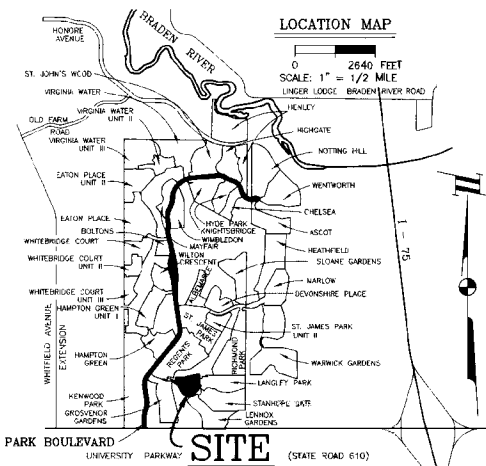 LOCATION MAP
0 2640 FEET
SCALE: 1" = 1/2 MILE
LINGER LODGE BRADEN RIVER ROAD
HONORE
AVENUE
BRADEN RIVER
ST. JOHN'S WOOD
VIRGINIA WATER
VIRGINIA WATER
UNIT II
OLD FARM
ROAD
VIRGINIA WATER
UNIT III
EATON PLACE
UNIT II
EATON PLACE
BOLTONS
WHITEBRIDGE COURT
WHITEBRIDGE COURT
UNIT II
WHITEBRIDGE COURT
UNIT III
HAMPTON GREEN
UNIT I
HAMPTON
GREEN
KENWOOD
PARK
GROSVENOR
GARDENS
WHITFIELD AVENUE
EXTENSION
HENLEY
HIGHGATE
NOTTING HILL
WENTWORTH
CHELSEA
ASCOT
HEATHFIELD
SLOANE GARDENS
MARLOW
DEVONSHIRE PLACE
ST. JAMES PARK
UNIT II
WARWICK GARDENS
LANGLEY PARK
STANHOPE GATE
LENNOX
GARDENS
HYDE PARK
KNIGHTSBRIDGE
WIMBLEDON
MAYFAIR
WILTON
CRESCENT
ALBEMARLE
ST. JAMES
PARK
REGENTS
PARK
RICHMOND
PARK
I - 75
PARK BOULEVARD
UNIVERSITY PARKWAY
SITE
(STATE ROAD 610)